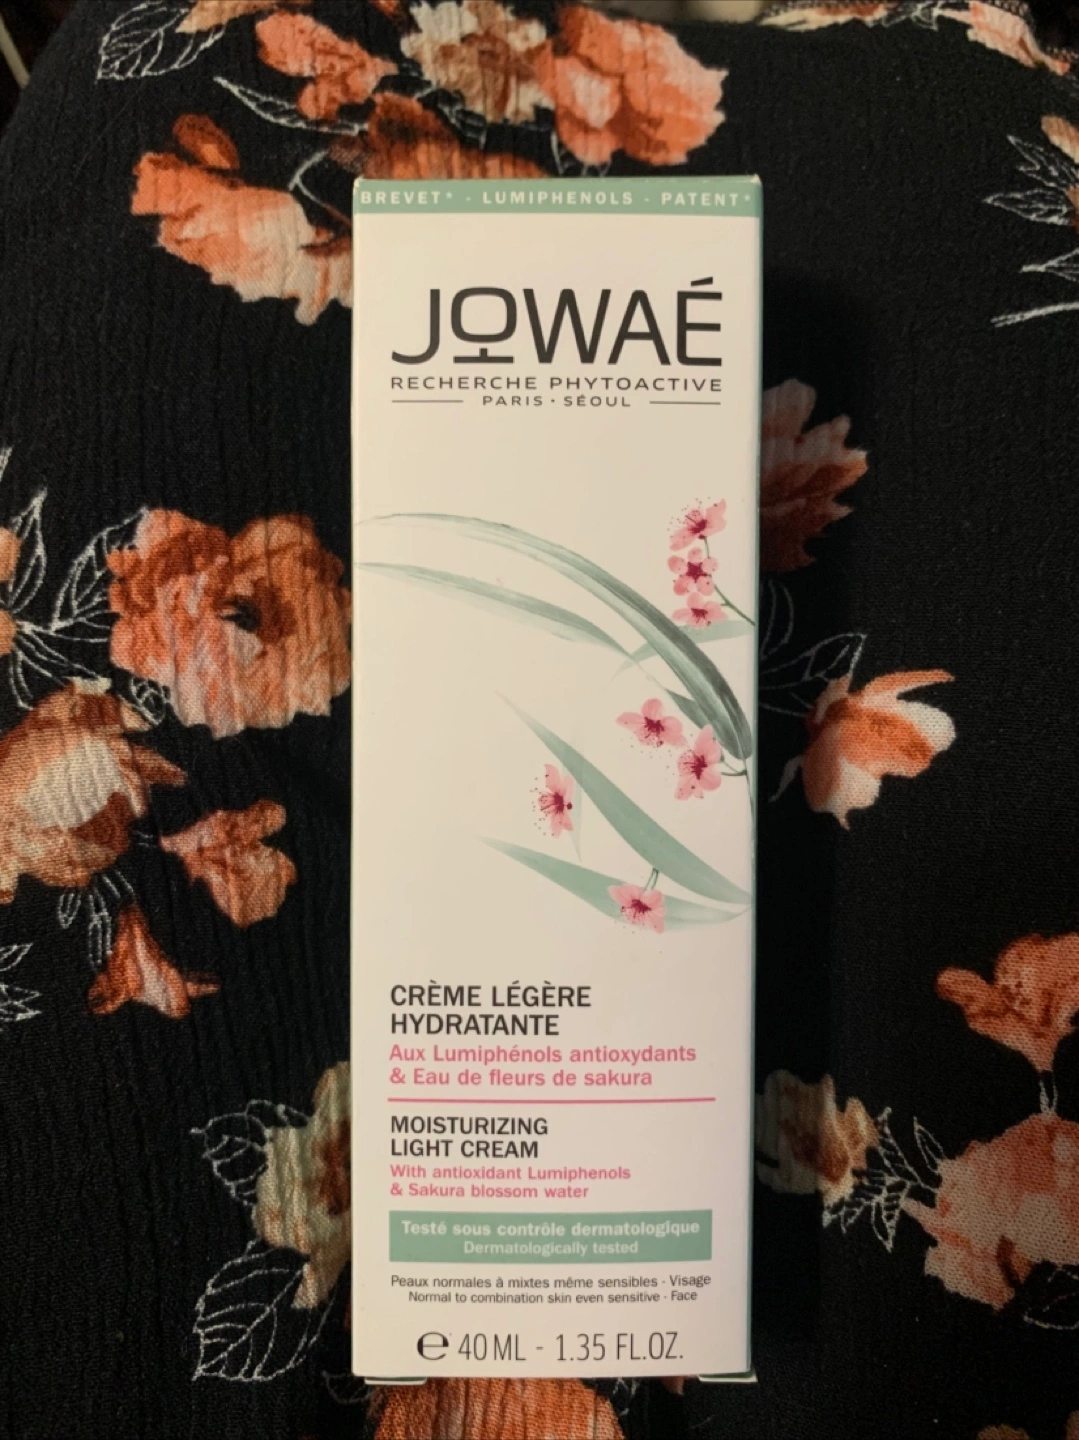 BREVET* - LUMIPHENOLS - PATENT*
JOWAÉ
RECHERCHE PHYTOACTIVE
PARIS · SÉOUL
CRÈME LÉGÈRE
HYDRATANTE
Aux Lumiphénols antioxydants
& Eau de fleurs de sakura
MOISTURIZING
LIGHT CREAM
With antioxidant Lumiphenols
& Sakura blossom water
Testé sous contrôle dermatologique
Dermatologically tested
Peaux normales à mixtes même sensibles - Visage
Normal to combination skin even sensitive - Face
℮ 40 ML - 1.35 FL.OZ.